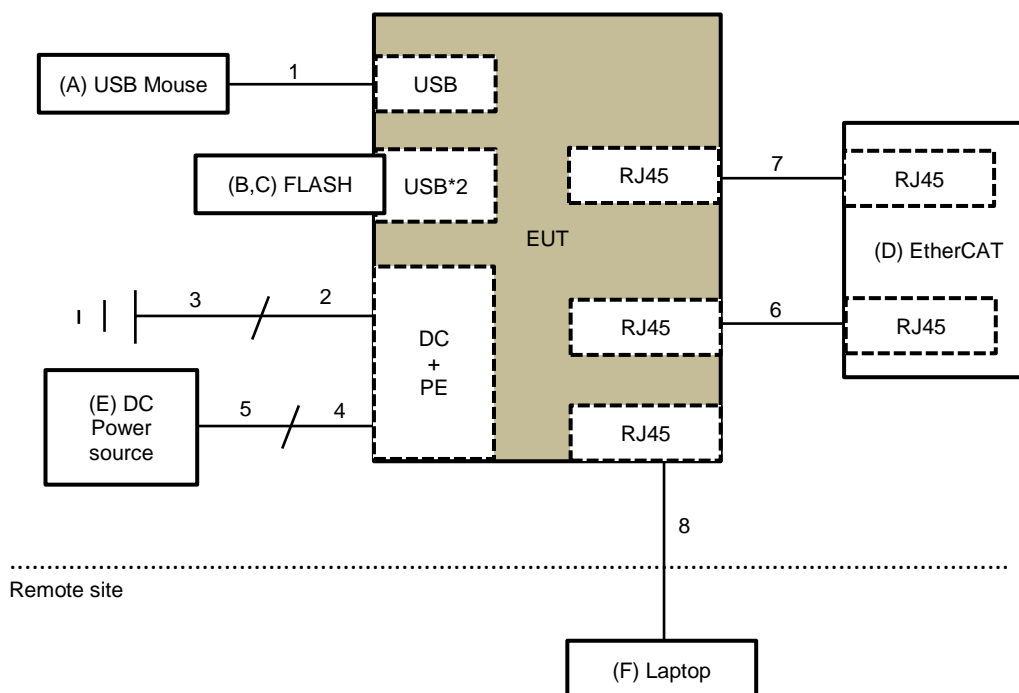 1
(A) USB Mouse
USB
7
(B,C) FLASH
USB*2
RJ45
RJ45
EUT
(D) EtherCAT
3
2
6
DC
+
PE
RJ45
RJ45
(E) DC
Power
source
5
4
RJ45
8
Remote site
(F) Laptop